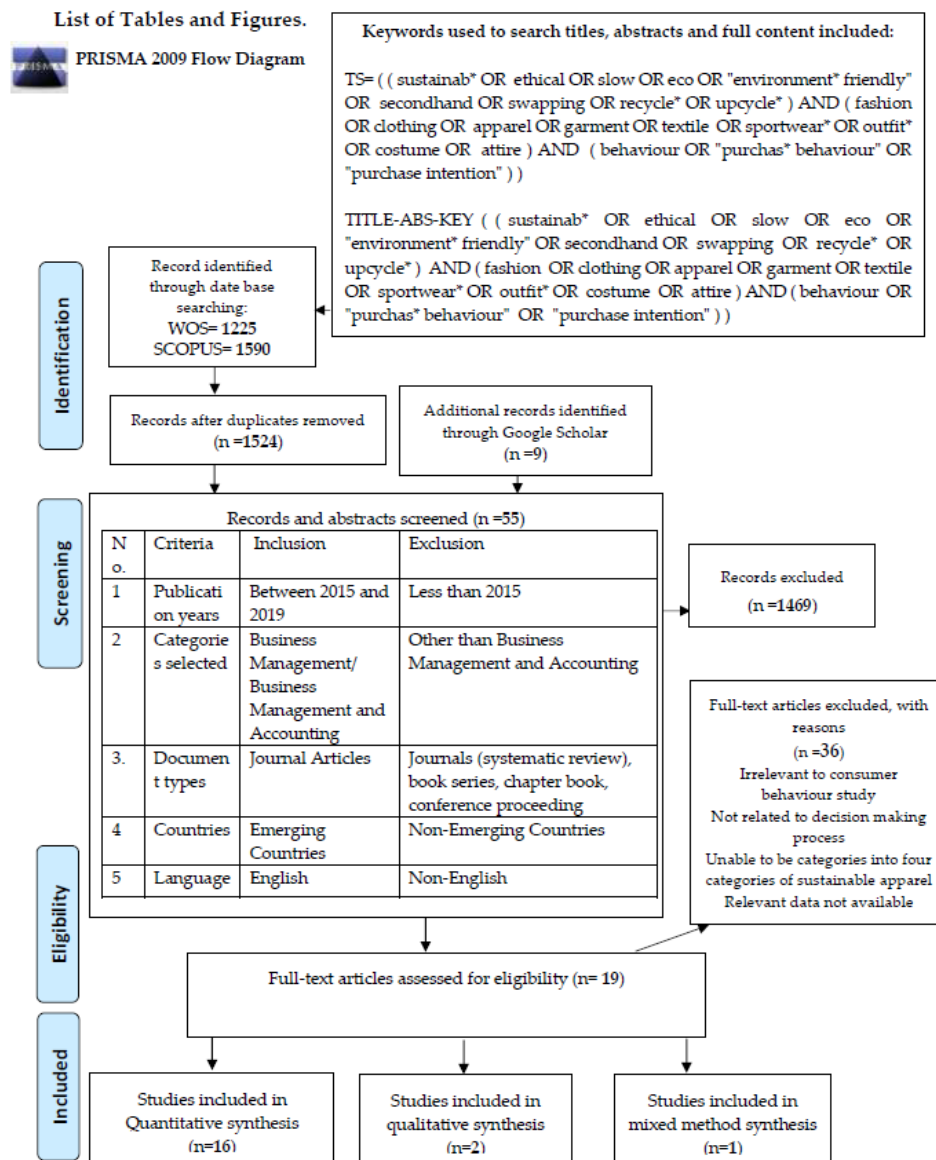 List of Tables and Figures.
PRISMA
PRISMA 2009 Flow Diagram
Keywords used to search titles, abstracts and full content included:
TS= ( ( sustainab* OR ethical OR slow OR eco OR "environment* friendly"
OR secondhand OR swapping OR recycle* OR upcycle* ) AND ( fashion
OR clothing OR apparel OR garment OR textile OR sportwear* OR outfit*
OR costume OR attire ) AND ( behaviour OR "purchas* behaviour" OR
"purchase intention" ) )
TITLE-ABS-KEY ( ( sustainab* OR ethical OR slow OR eco OR
"environment* friendly" OR secondhand OR swapping OR recycle* OR
upcycle* ) AND ( fashion OR clothing OR apparel OR garment OR textile
OR sportwear* OR outfit* OR costume OR attire ) AND ( behaviour OR
"purchas* behaviour" OR "purchase intention" ) )
Identification
Record identified
through date base
searching:
WOS= 1225
SCOPUS= 1590
Records after duplicates removed
(n =1524)
Additional records identified
through Google Scholar
(n =9)
Screening
Records and abstracts screened (n =55)
N
o.
Criteria
Inclusion
Exclusion
1
Publicati
on years
Between 2015 and
2019
Less than 2015
2
Categorie
s selected
Business
Management/
Business
Management and
Accounting
Other than Business
Management and Accounting
3.
Documen
t types
Journal Articles
Journals (systematic review),
book series, chapter book,
conference proceeding
4
Countries
Emerging
Countries
Non-Emerging Countries
5
Language
English
Non-English
Records excluded
(n =1469)
Full-text articles excluded, with
reasons
(n =36)
Irrelevant to consumer
behaviour study
Not related to decision making
process
Unable to be categories into four
categories of sustainable apparel
Relevant data not available
Eligibility
Full-text articles assessed for eligibility (n= 19)
Included
Studies included in
Quantitative synthesis
(n=16)
Studies included in
qualitative synthesis
(n=2)
Studies included in
mixed method synthesis
(n=1)